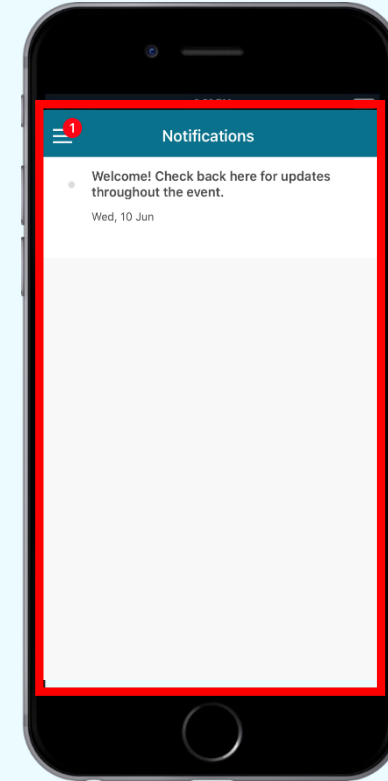 1
Notifications
Welcome! Check back here for updates
throughout the event.
Wed, 10 Jun